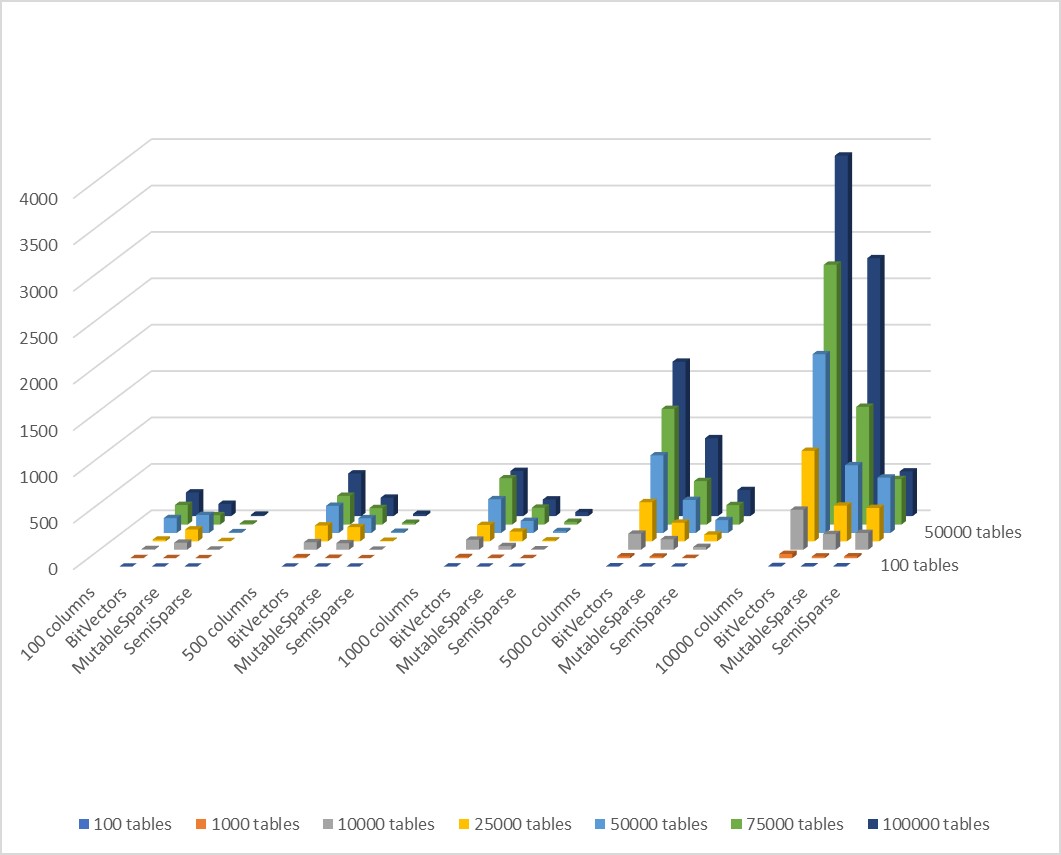 4000
3500
3000
2500
2000
1500
1000
500
0
50000 tables
100 tables
100 columns
BitVectors
MutableSparse
SemiSparse
500 columns
BitVectors
MutableSparse
SemiSparse
1000 columns
BitVectors
MutableSparse
SemiSparse
5000 columns
BitVectors
MutableSparse
SemiSparse
10000 columns
BitVectors
MutableSparse
SemiSparse
100 tables 1000 tables 10000 tables 25000 tables 50000 tables 75000 tables 100000 tables